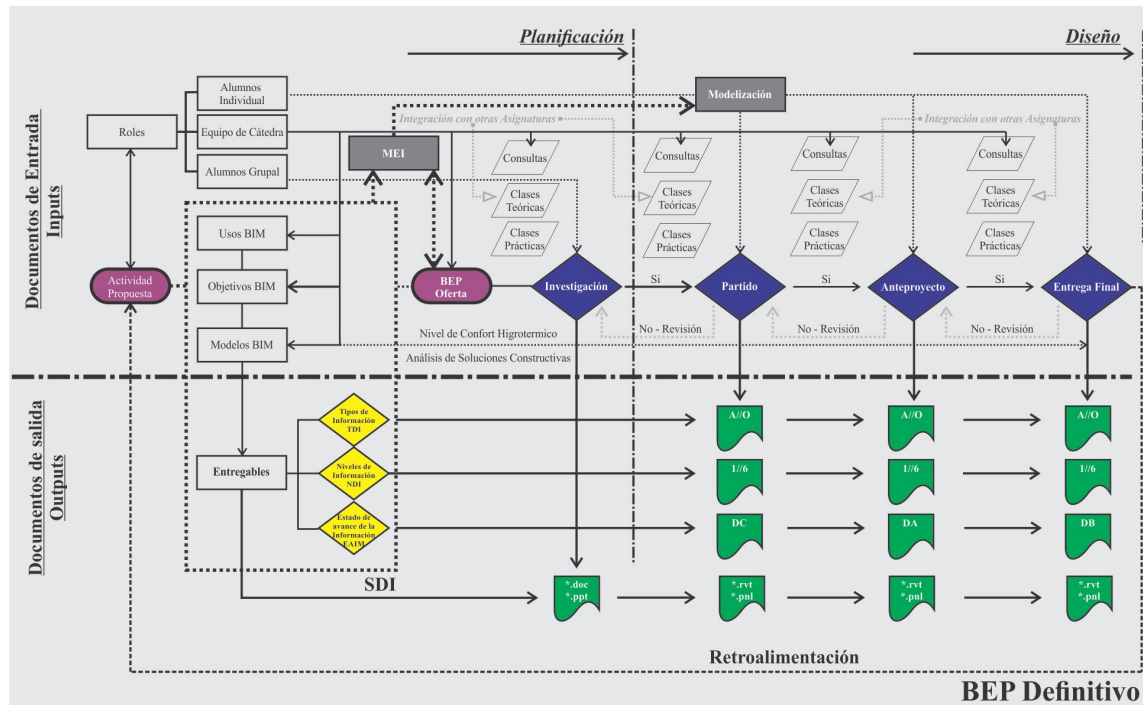 Planificación
Diseño
Documentos de Entrada
Inputs
Alumnos
Individual
Roles
Equipo de Cátedra
Alumnos Grupal
MEI
Modelización
Integración con otras Asignaturas
Integración con otras Asignaturas
Consultas
Clases
Teóricas
Clases
Prácticas
Consultas
Clases
Teóricas
Clases
Prácticas
Consultas
Clases
Teóricas
Clases
Prácticas
Consultas
Clases
Teóricas
Clases
Prácticas
Usos BIM
Objetivos BIM
Modelos BIM
Actividad
Propuesta
BEP
Oferta
Investigación
Si
Partido
Si
Anteproyecto
Si
Entrega Final
No - Revisión
No - Revisión
No - Revisión
Nivel de Confort Higrotermico
Análisis de Soluciones Constructivas
Documentos de salida
Outputs
Entregables
Tipos de
Información
TDI
Niveles de
Información
NDI
Estado de
avance de la
Información
EAIM
A//O
A//O
A//O
1//6
1//6
1//6
DC
DA
DB
SDI
*.doc
*.ppt
*.rvt
*.pnl
*.rvt
*.pnl
*.rvt
*.pnl
Retroalimentación
BEP Definitivo